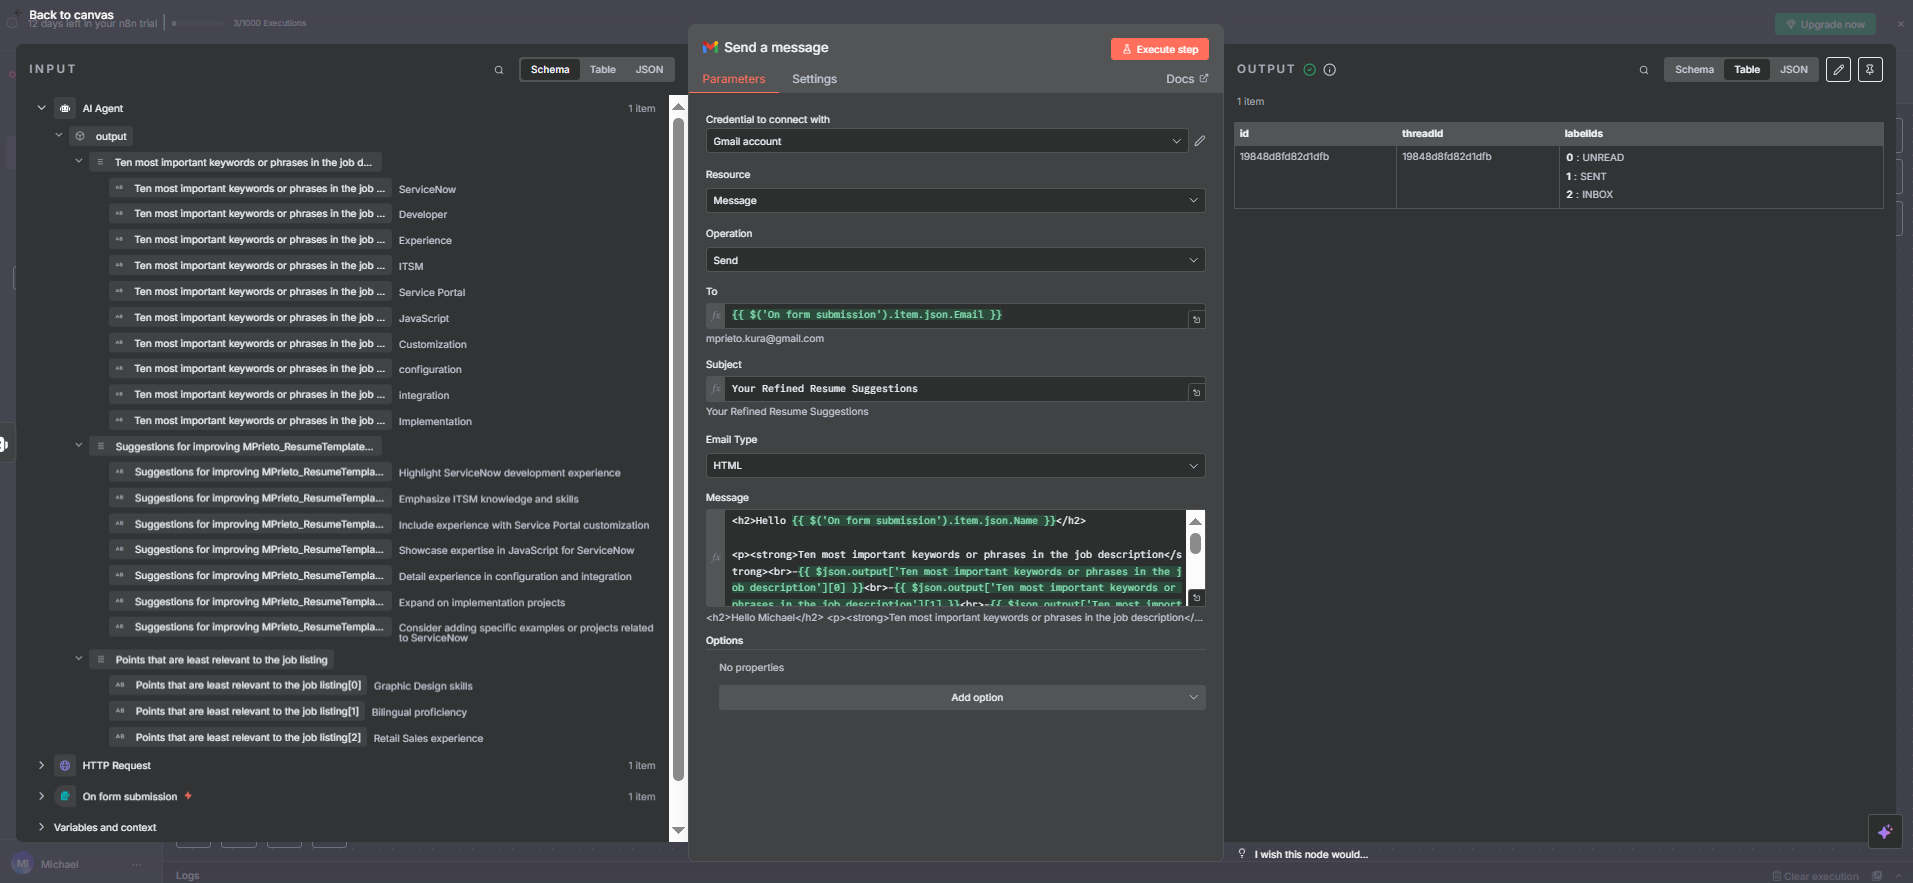 Back to canvas
12 days left in your n8n trial
3/1000 Executions
Upgrade now
INPUT
Schema
Table
JSON
AI Agent
1 item
output
Ten most important keywords or phrases in the job d...
Ten most important keywords or phrases in the job ...
ServiceNow
Ten most important keywords or phrases in the job ...
Developer
Ten most important keywords or phrases in the job ...
Experience
Ten most important keywords or phrases in the job ...
ITSM
Ten most important keywords or phrases in the job ...
Service Portal
Ten most important keywords or phrases in the job ...
JavaScript
Ten most important keywords or phrases in the job ...
Customization
Ten most important keywords or phrases in the job ...
configuration
Ten most important keywords or phrases in the job ...
integration
Ten most important keywords or phrases in the job ...
Implementation
Suggestions for improving MPrieto_ResumeTemplate...
Suggestions for improving MPrieto_ResumeTempla...
Highlight ServiceNow development experience
Suggestions for improving MPrieto_ResumeTempla...
Emphasize ITSM knowledge and skills
Suggestions for improving MPrieto_ResumeTempla...
Include experience with Service Portal customization
Suggestions for improving MPrieto_ResumeTempla...
Showcase expertise in JavaScript for ServiceNow
Suggestions for improving MPrieto_ResumeTempla...
Detail experience in configuration and integration
Suggestions for improving MPrieto_ResumeTempla...
Expand on implementation projects
Suggestions for improving MPrieto_ResumeTempla...
Consider adding specific examples or projects related
to ServiceNow
Points that are least relevant to the job listing
Points that are least relevant to the job listing[0]
Graphic Design skills
Points that are least relevant to the job listing[1]
Bilingual proficiency
Points that are least relevant to the job listing[2]
Retail Sales experience
HTTP Request
1 item
On form submission
1 item
Variables and context
Michael
Logs
Send a message
Execute step
Parameters
Settings
Docs
Credential to connect with
Gmail account
Resource
Message
Operation
Send
To
fx
{{ $('On form submission').item.json.Email }}
mprieto.kura@gmail.com
Subject
fx
Your Refined Resume Suggestions
Your Refined Resume Suggestions
Email Type
HTML
Message
fx
<h2>Hello {{ $('On form submission').item.json.Name }}</h2>
<p><strong>Ten most important keywords or phrases in the job description</s
trong><br>-{{ $json.output['Ten most important keywords or phrases in the j
ob description'][0] }}<br>-{{ $json.output['Ten most important keywords or
phrases in the job description'][1] }}<br>-{{ $json.output['Ten most import
<h2>Hello Michael</h2> <p><strong>Ten most important keywords or phrases in the job description</...
Options
No properties
Add option
OUTPUT
Schema
Table
JSON
1 item
id
threadId
labelIds
19848d8fd82d1dfb
19848d8fd82d1dfb
0 : UNREAD
1 : SENT
2 : INBOX
I wish this node would...
Clear execution